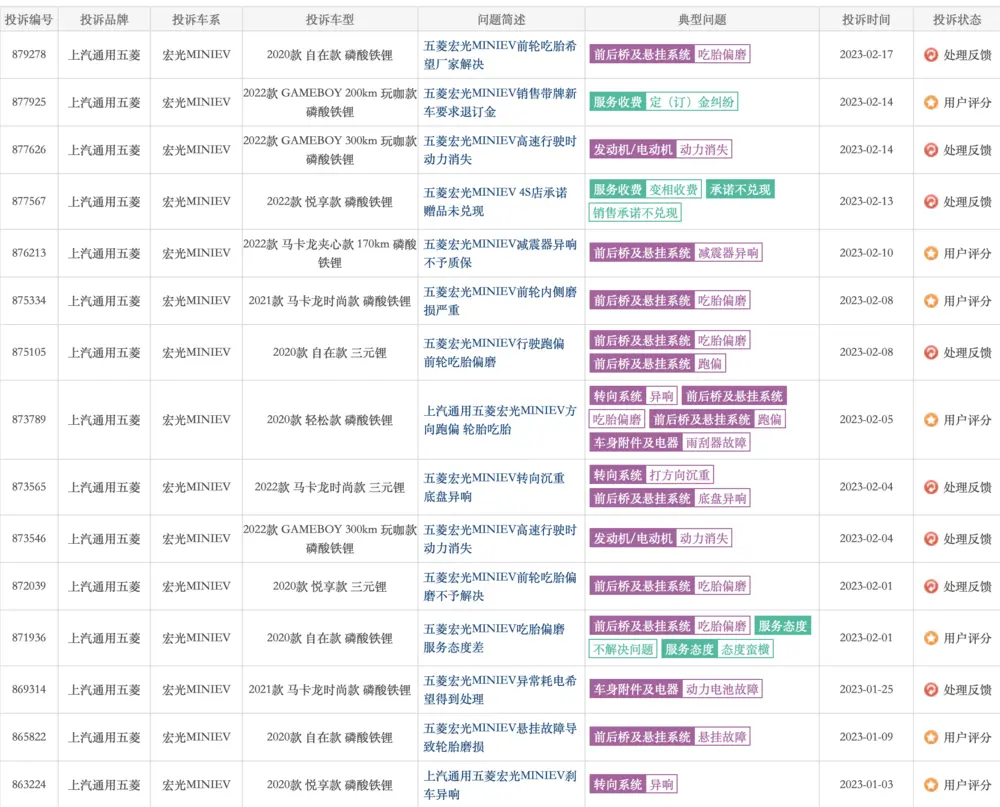 投诉编号 投诉品牌 投诉车系 投诉车型 问题简述 典型问题 投诉时间 投诉状态
879278 上汽通用五菱 宏光MINIEV 2020款 自在款 磷酸铁锂 五菱宏光MINIEV前轮吃胎希 前后桥及悬挂系统 吃胎偏磨 2023-02-17 处理反馈
望厂家解决
877925 上汽通用五菱 宏光MINIEV 2022款 GAMEBOY 200km 玩咖款 五菱宏光MINIEV销售带牌新 服务收费 定（订）金纠纷 2023-02-14 用户评分
磷酸铁锂 车要求退订金
877626 上汽通用五菱 宏光MINIEV 2022款 GAMEBOY 300km 玩咖款 五菱宏光MINIEV高速行驶时 发动机/电动机 动力消失 2023-02-14 处理反馈
磷酸铁锂 动力消失
877567 上汽通用五菱 宏光MINIEV 2022款 悦享款 磷酸铁锂 五菱宏光MINIEV 4S店承诺 服务收费 变相收费 承诺不兑现 2023-02-13 处理反馈
赠品未兑现 销售承诺不兑现
876213 上汽通用五菱 宏光MINIEV 2022款 马卡龙夹心款 170km 磷酸 五菱宏光MINIEV减震器异响 前后桥及悬挂系统 减震器异响 2023-02-10 用户评分
铁锂 不予质保
875334 上汽通用五菱 宏光MINIEV 2021款 马卡龙时尚款 磷酸铁锂 五菱宏光MINIEV前轮内侧磨 前后桥及悬挂系统 吃胎偏磨 2023-02-08 用户评分
损严重
875105 上汽通用五菱 宏光MINIEV 2020款 自在款 三元锂 五菱宏光MINIEV行驶跑偏 前后桥及悬挂系统 吃胎偏磨 2023-02-08 处理反馈
前轮吃胎偏磨 前后桥及悬挂系统 跑偏
873789 上汽通用五菱 宏光MINIEV 2020款 轻松款 磷酸铁锂 上汽通用五菱宏光MINIEV方 转向系统 异响 前后桥及悬挂系统 2023-02-05 用户评分
向跑偏 轮胎吃胎 吃胎偏磨 前后桥及悬挂系统 跑偏
车身附件及电器 雨刮器故障
873565 上汽通用五菱 宏光MINIEV 2022款 马卡龙时尚款 三元锂 五菱宏光MINIEV转向沉重 转向系统 打方向沉重 2023-02-04 处理反馈
底盘异响 前后桥及悬挂系统 底盘异响
873546 上汽通用五菱 宏光MINIEV 2022款 GAMEBOY 300km 玩咖款 五菱宏光MINIEV高速行驶时 发动机/电动机 动力消失 2023-02-04 处理反馈
磷酸铁锂 动力消失
872039 上汽通用五菱 宏光MINIEV 2020款 悦享款 三元锂 五菱宏光MINIEV前轮吃胎偏 前后桥及悬挂系统 吃胎偏磨 2023-02-01 处理反馈
磨不予解决
871936 上汽通用五菱 宏光MINIEV 2020款 自在款 磷酸铁锂 五菱宏光MINIEV吃胎偏磨 前后桥及悬挂系统 吃胎偏磨 服务态度 2023-02-01 用户评分
服务态度差 不解决问题 服务态度 态度蛮横
869314 上汽通用五菱 宏光MINIEV 2021款 马卡龙时尚款 磷酸铁锂 五菱宏光MINIEV异常耗电希 车身附件及电器 动力电池故障 2023-01-25 处理反馈
望得到处理
865822 上汽通用五菱 宏光MINIEV 2020款 自在款 磷酸铁锂 五菱宏光MINIEV悬挂故障导 前后桥及悬挂系统 悬挂故障 2023-01-09 用户评分
致轮胎磨损
863224 上汽通用五菱 宏光MINIEV 2020款 悦享款 磷酸铁锂 上汽通用五菱宏光MINIEV刹 转向系统 异响 2023-01-03 用户评分
车异响